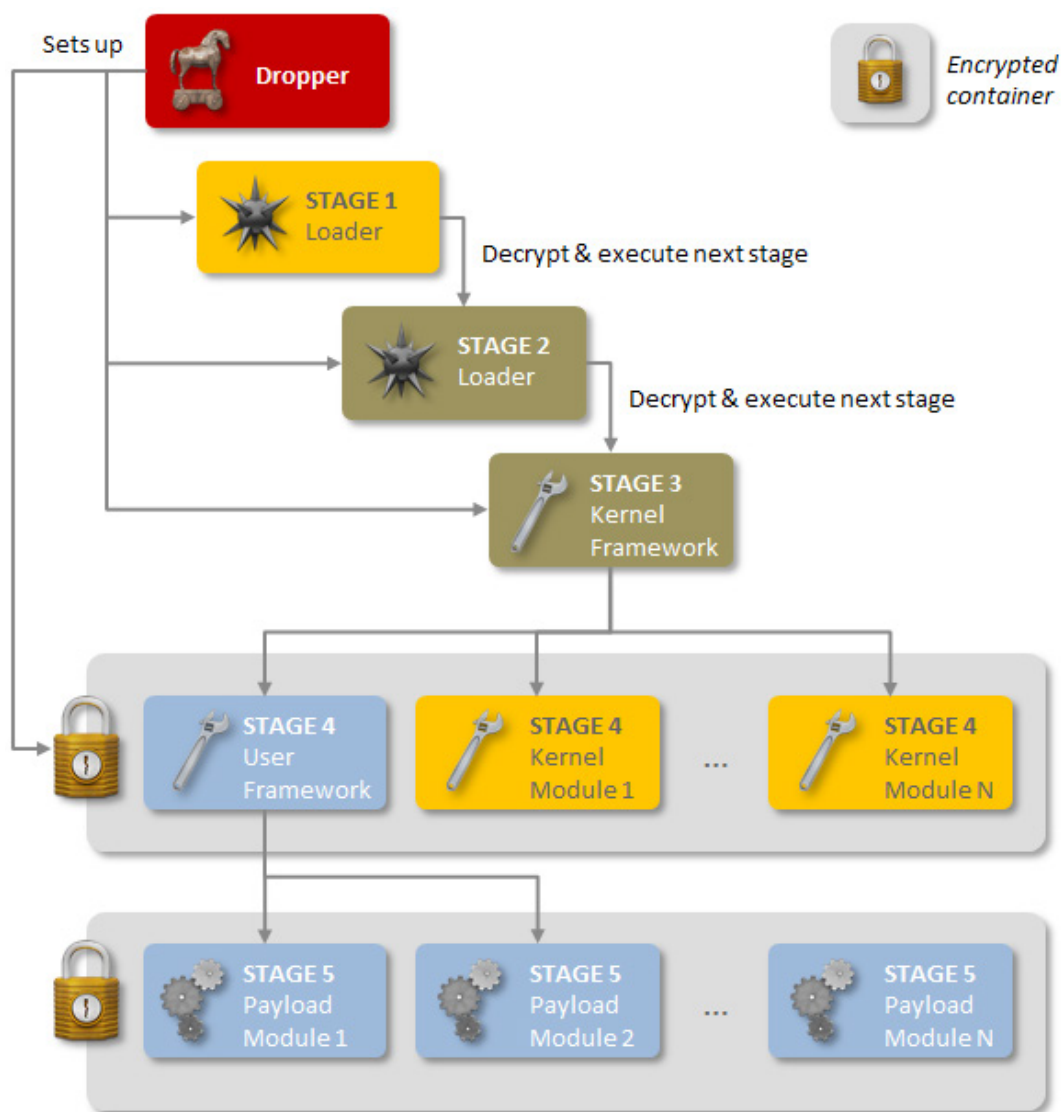 Sets up
Dropper
Encrypted
container
STAGE 1
Loader
Decrypt & execute next stage
STAGE 2
Loader
Decrypt & execute next stage
STAGE 3
Kernel
Framework
STAGE 4
User
Framework
STAGE 4
Kernel
Module 1
...
STAGE 4
Kernel
Module N
STAGE 5
Payload
Module 1
STAGE 5
Payload
Module 2
...
STAGE 5
Payload
Module N